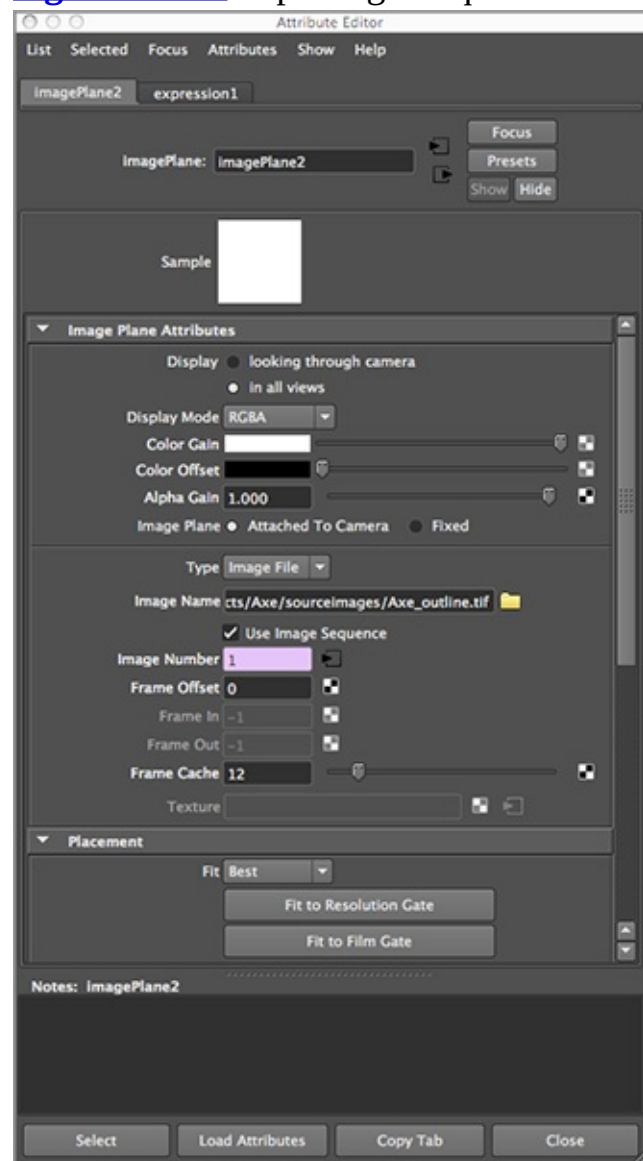 Attribute Editor
List Selected Focus Attributes Show Help
imagePlane2 expression1
Focus
imagePlane: imagePlane2
Presets
Show Hide
Sample
Image Plane Attributes
Display looking through camera
in all views
Display Mode RGBA
Color Gain
Color Offset
Alpha Gain 1.000
Image Plane Attached To Camera Fixed
Type Image File
Image Name cts/Axe/sourceimages/Axe_outline.tif
Use Image Sequence
Image Number 1
Frame Offset 0
Frame In -1
Frame Out -1
Frame Cache 12
Texture
Placement
Fit Best
Fit to Resolution Gate
Fit to Film Gate
Notes: imagePlane2
Select Load Attributes Copy Tab Close